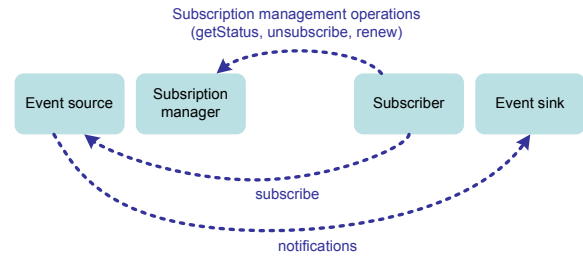 Subscription management operations
(getStatus, unsubscribe, renew)
Event source
Subsription
manager
Subscriber
Event sink
subscribe
notifications